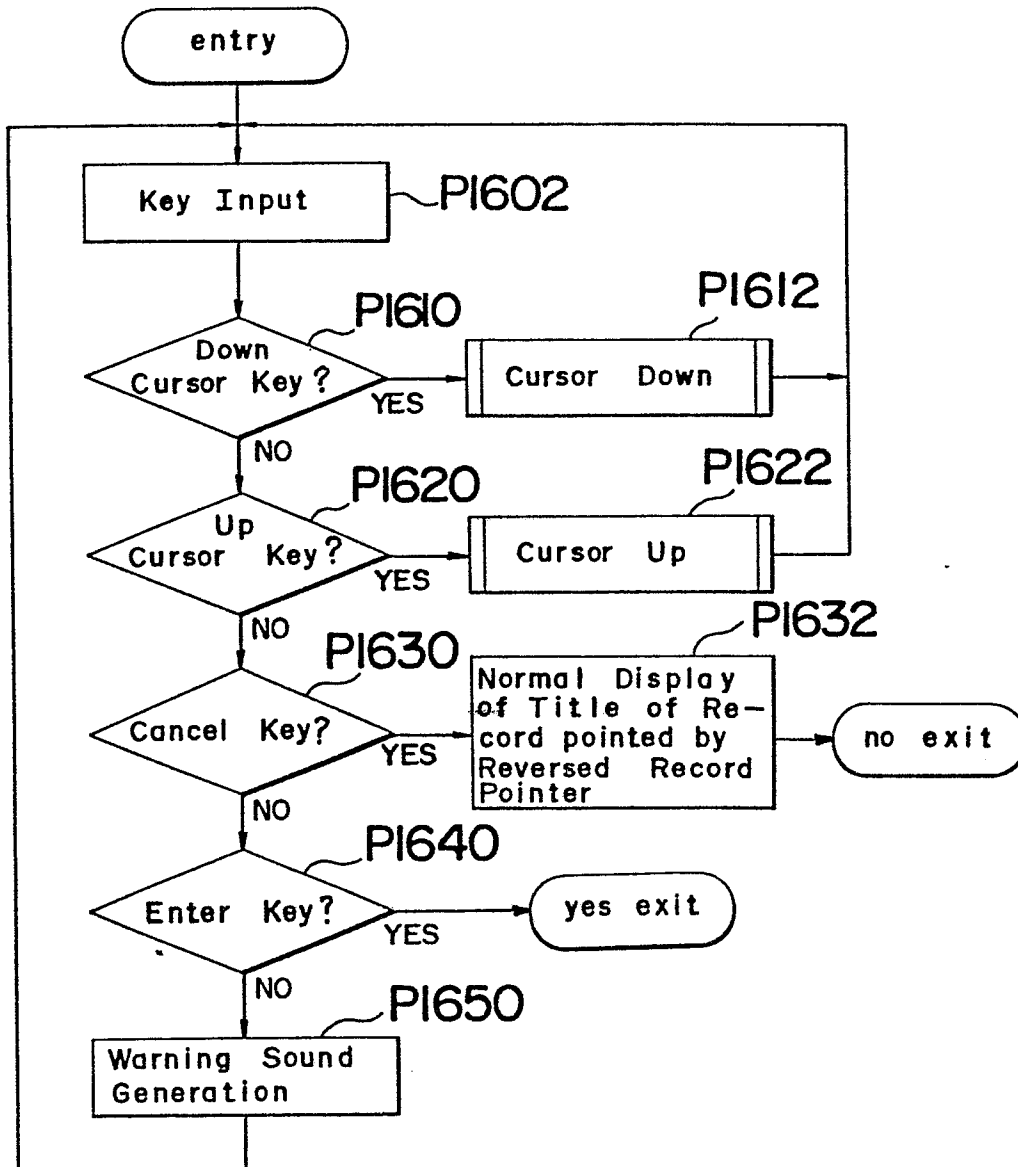 entry
Key Input
P1602
P1610
Down
Cursor Key?
YES
NO
P1612
Cursor Down
P1620
Up
Cursor Key?
YES
NO
P1622
Cursor Up
P1630
Cancel Key?
YES
NO
P1632
Normal Display
of Title of Re-
cord pointed by
Reversed Record
Pointer
no exit
P1640
Enter Key?
YES
NO
yes exit
P1650
Warning Sound
Generation